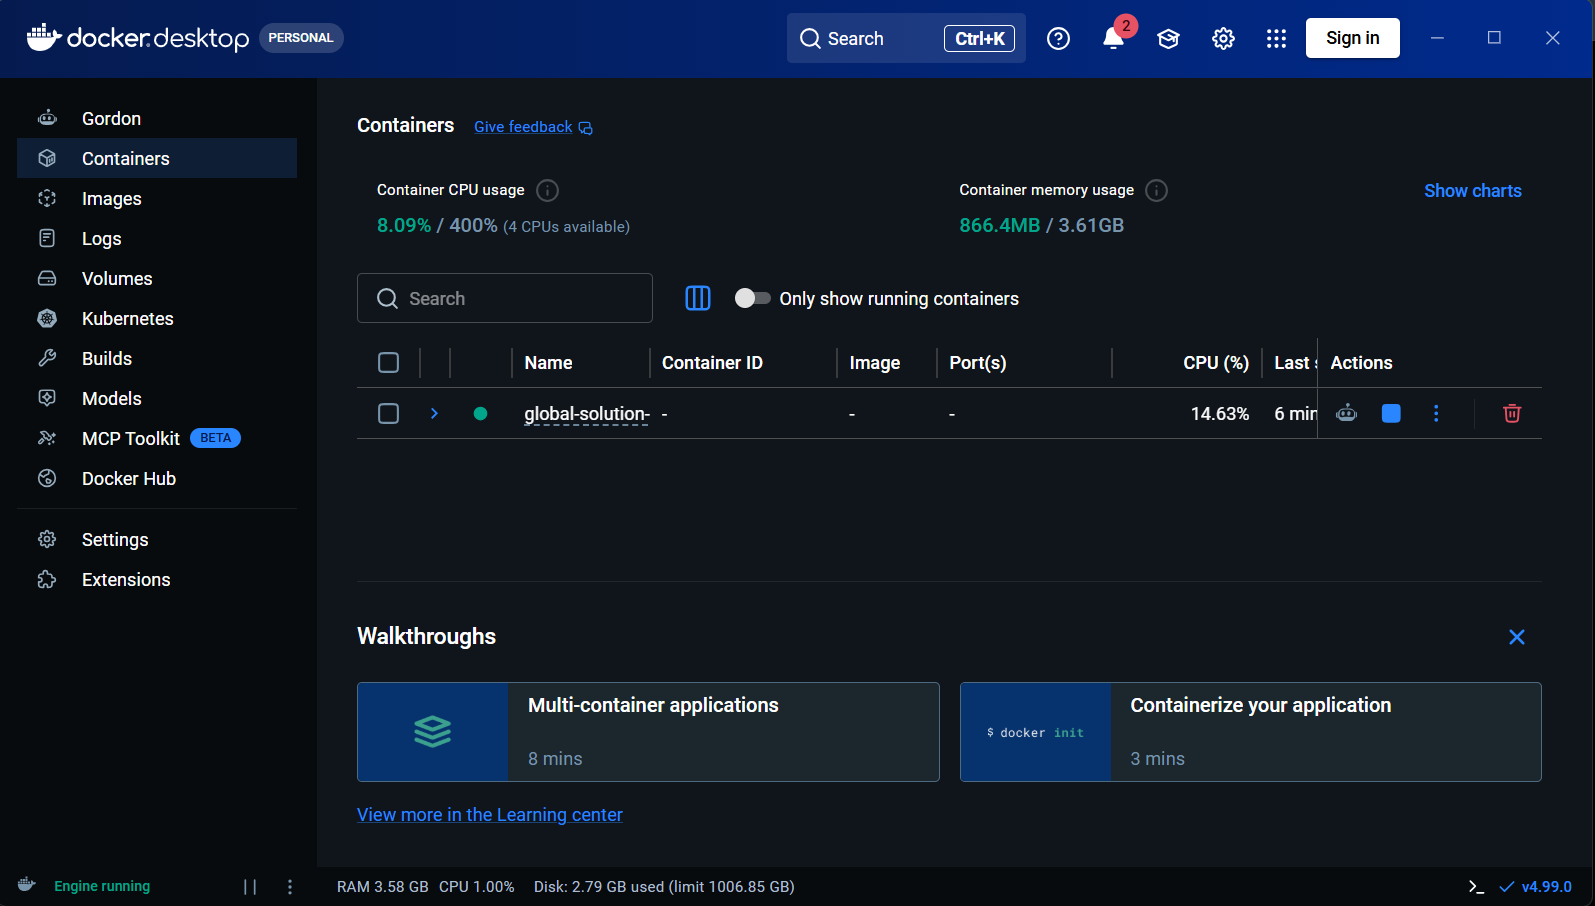 docker.desktop PERSONAL
Search Ctrl+K
2
Sign in
Gordon
Containers
Images
Logs
Volumes
Kubernetes
Builds
Models
MCP Toolkit BETA
Docker Hub
Settings
Extensions
Containers Give feedback
Container CPU usage
8.09% / 400% (4 CPUs available)
Container memory usage
866.4MB / 3.61GB
Show charts
Search
Only show running containers
Name Container ID Image Port(s) CPU (%) Last s Actions
global-solution- - - - 14.63% 6 min
Walkthroughs
Multi-container applications
8 mins
$ docker init
Containerize your application
3 mins
View more in the Learning center
Engine running
RAM 3.58 GB CPU 1.00% Disk: 2.79 GB used (limit 1006.85 GB)
v4.99.0